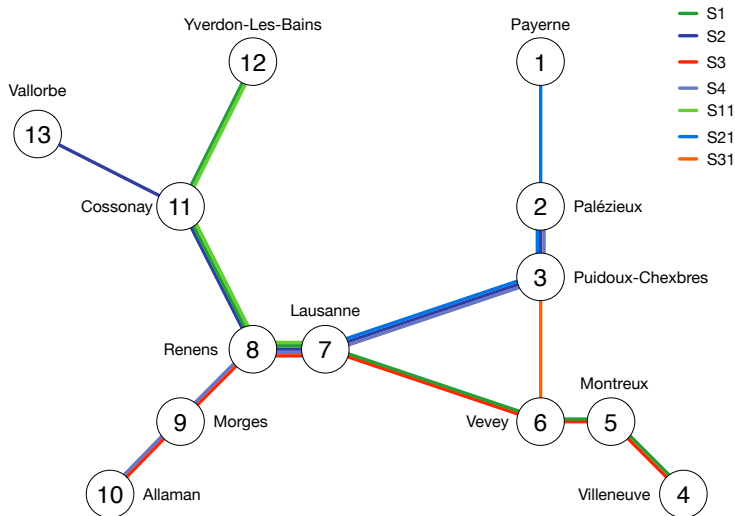 Yverdon-Les-Bains
Payerne
S1
S2
S3
S4
S11
S21
S31
12
1
Vallorbe
13
Cossonay
11
2
Palézieux
3
Puidoux-Chexbres
Lausanne
Renens
8
7
Montreux
9
Morges
Vevey
6
5
10
Allaman
Villeneuve
4